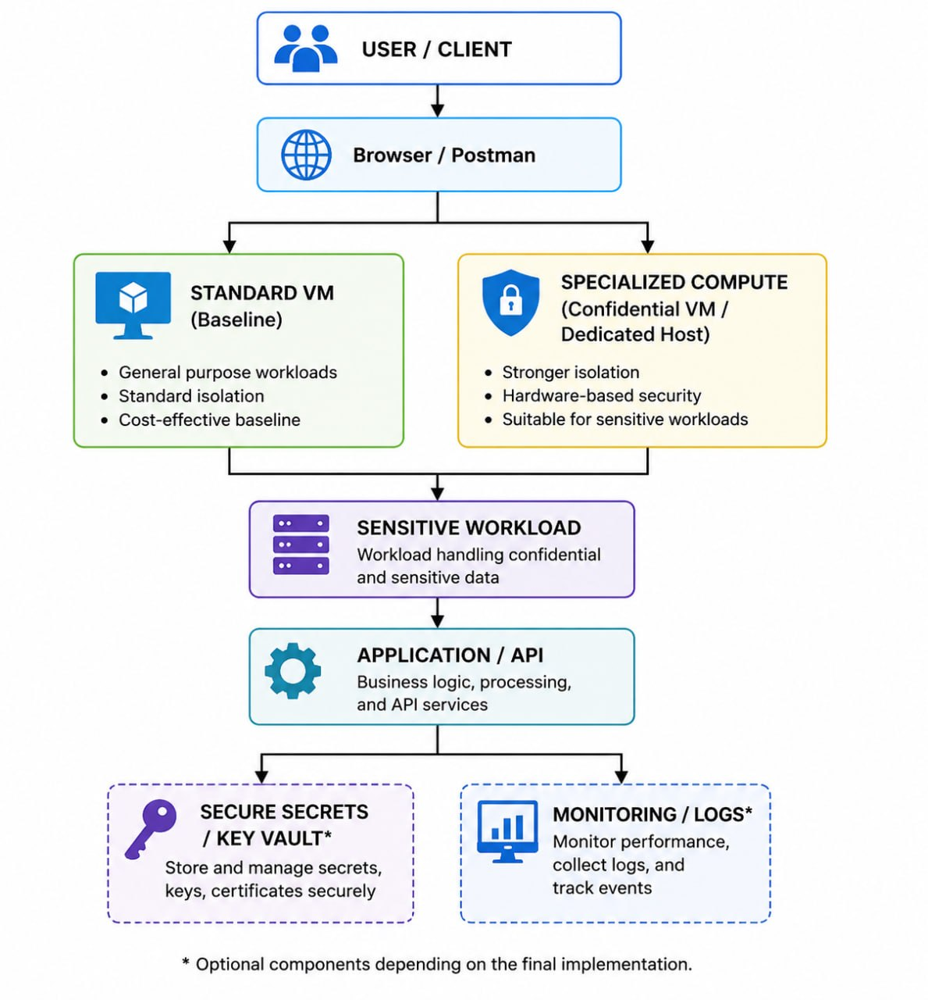 USER / CLIENT
Browser / Postman
STANDARD VM
(Baseline)
• General purpose workloads
• Standard isolation
• Cost-effective baseline
SPECIALIZED COMPUTE
(Confidential VM /
Dedicated Host)
• Stronger isolation
• Hardware-based security
• Suitable for sensitive workloads
SENSITIVE WORKLOAD
Workload handling confidential
and sensitive data
APPLICATION / API
Business logic, processing,
and API services
SECURE SECRETS
/ KEY VAULT*
Store and manage secrets,
keys, certificates securely
MONITORING / LOGS*
Monitor performance,
collect logs, and
track events
* Optional components depending on the final implementation.